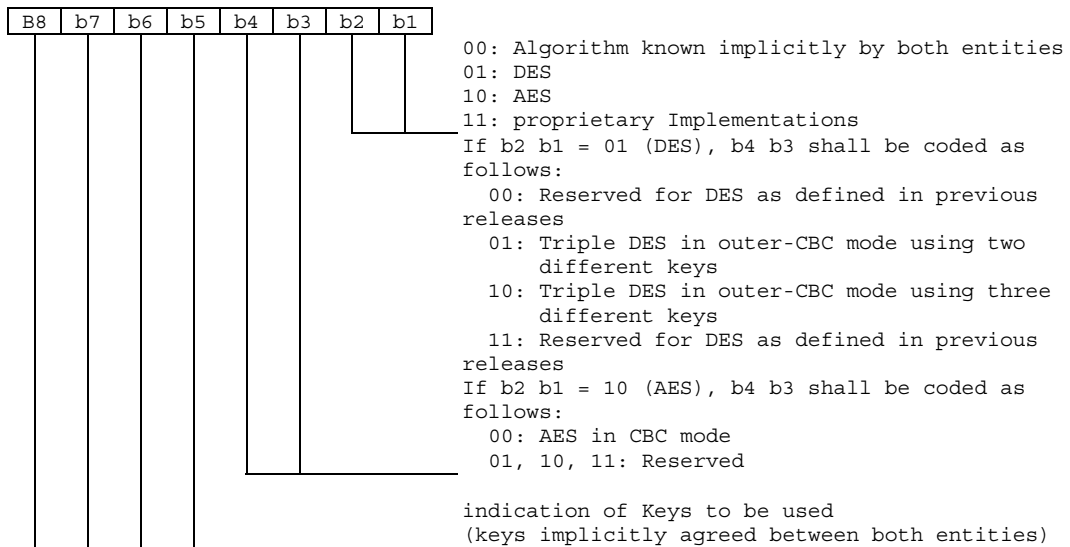 B8 b7 b6 b5 b4 b3 b2 b1
00: Algorithm known implicitly by both entities
01: DES
10: AES
11: proprietary Implementations
If b2 b1 = 01 (DES), b4 b3 shall be coded as
follows:
00: Reserved for DES as defined in previous
releases
01: Triple DES in outer-CBC mode using two
different keys
10: Triple DES in outer-CBC mode using three
different keys
11: Reserved for DES as defined in previous
releases
If b2 b1 = 10 (AES), b4 b3 shall be coded as
follows:
00: AES in CBC mode
01, 10, 11: Reserved
indication of Keys to be used
(keys implicitly agreed between both entities)